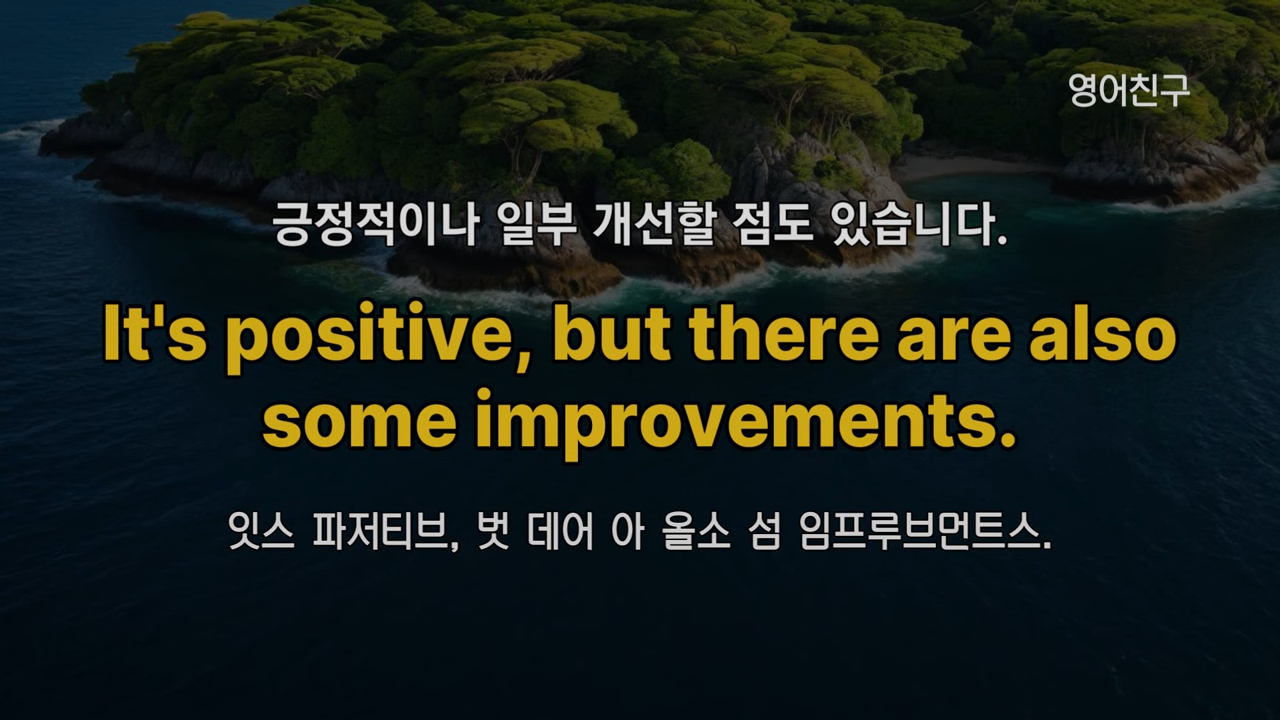 영어친구
긍정적이나 일부 개선할 점도 있습니다.
It's positive, but there are also
some improvements.
잇스 파저티브, 벗 데어 아 올소 섬 임프루브먼트스.